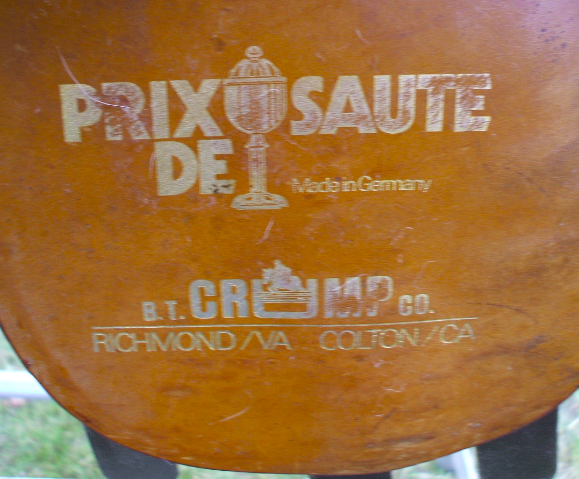 PRIX SAUTE
DE
Made in Germany
B.T. CRUMP CO.
RICHMOND/VA COLTON/CA